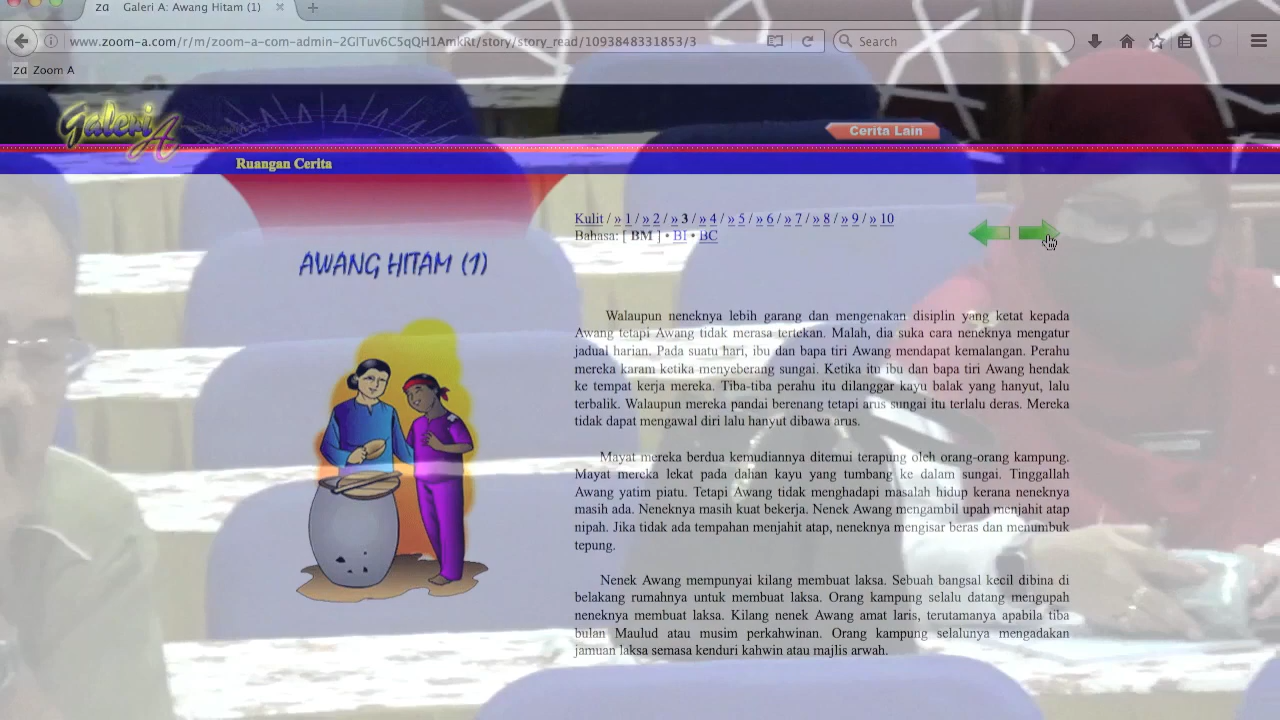 za Galeri A: Awang Hitam (1)
www.zoom-a.com/r/m/zoom-a-com-admin-2GITuv6C5qQH1AmkRt/story/story_read/1093848331853/3
Search
za Zoom A
Galeri A
Cerita Lain
Ruangan Cerita
Kulit / » 1 / » 2 / » 3 / » 4 / » 5 / » 6 / » 7 / » 8 / » 9 / » 10
Bahasa: [ BM ] • BI • BC
AWANG HITAM (1)
Walaupun neneknya lebih garang dan mengenakan disiplin yang ketat kepada
Awang tetapi Awang tidak merasa tertekan. Malah, dia suka cara neneknya mengatur
jadual harian. Pada suatu hari, ibu dan bapa tiri Awang mendapat kemalangan. Perahu
mereka karam ketika menyeberang sungai. Ketika itu ibu dan bapa tiri Awang hendak
ke tempat kerja mereka. Tiba-tiba perahu itu dilanggar kayu balak yang hanyut, lalu
terbalik. Walaupun mereka pandai berenang tetapi arus sungai itu terlalu deras. Mereka
tidak dapat mengawal diri lalu hanyut dibawa arus.
Mayat mereka berdua kemudiannya ditemui terapung oleh orang-orang kampung.
Mayat mereka lekat pada dahan kayu yang tumbang ke dalam sungai. Tinggallah
Awang yatim piatu. Tetapi Awang tidak menghadapi masalah hidup kerana neneknya
masih ada. Neneknya masih kuat bekerja. Nenek Awang mengambil upah menjahit atap
nipah. Jika tidak ada tempahan menjahit atap, neneknya mengisar beras dan menumbuk
tepung.
Nenek Awang mempunyai kilang membuat laksa. Sebuah bangsal kecil dibina di
belakang rumahnya untuk membuat laksa. Orang kampung selalu datang mengupah
neneknya membuat laksa. Kilang nenek Awang amat laris, terutamanya apabila tiba
bulan Maulud atau musim perkahwinan. Orang kampung selalunya mengadakan
jamuan laksa semasa kenduri kahwin atau majlis arwah.